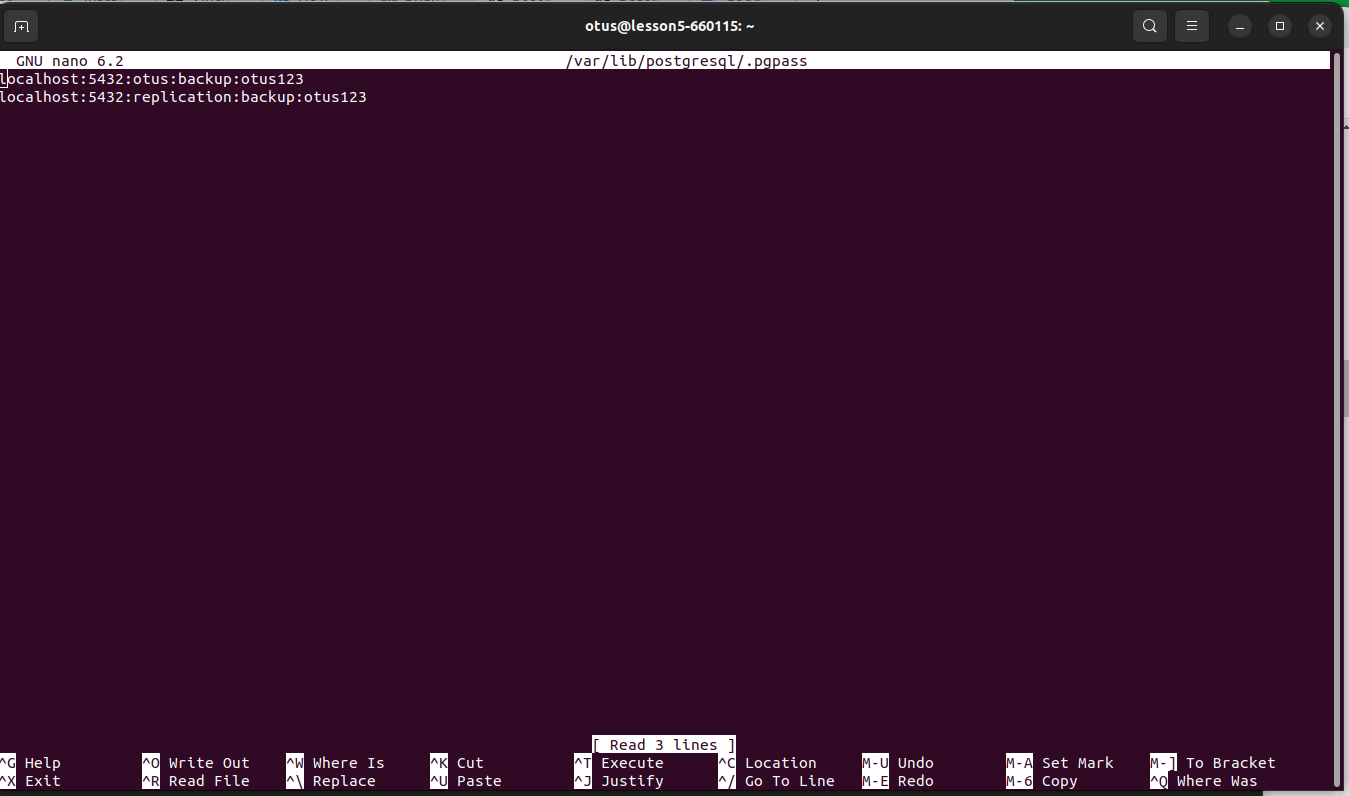 otus@lesson5-660115: ~
GNU nano 6.2 /var/lib/postgresql/.pgpass
localhost:5432:otus:backup:otus123
localhost:5432:replication:backup:otus123
[ Read 3 lines ]
^G Help ^O Write Out ^W Where Is ^K Cut ^T Execute ^C Location M-U Undo M-A Set Mark M-] To Bracket
^X Exit ^R Read File ^\ Replace ^U Paste ^J Justify ^/ Go To Line M-E Redo M-6 Copy ^Q Where Was